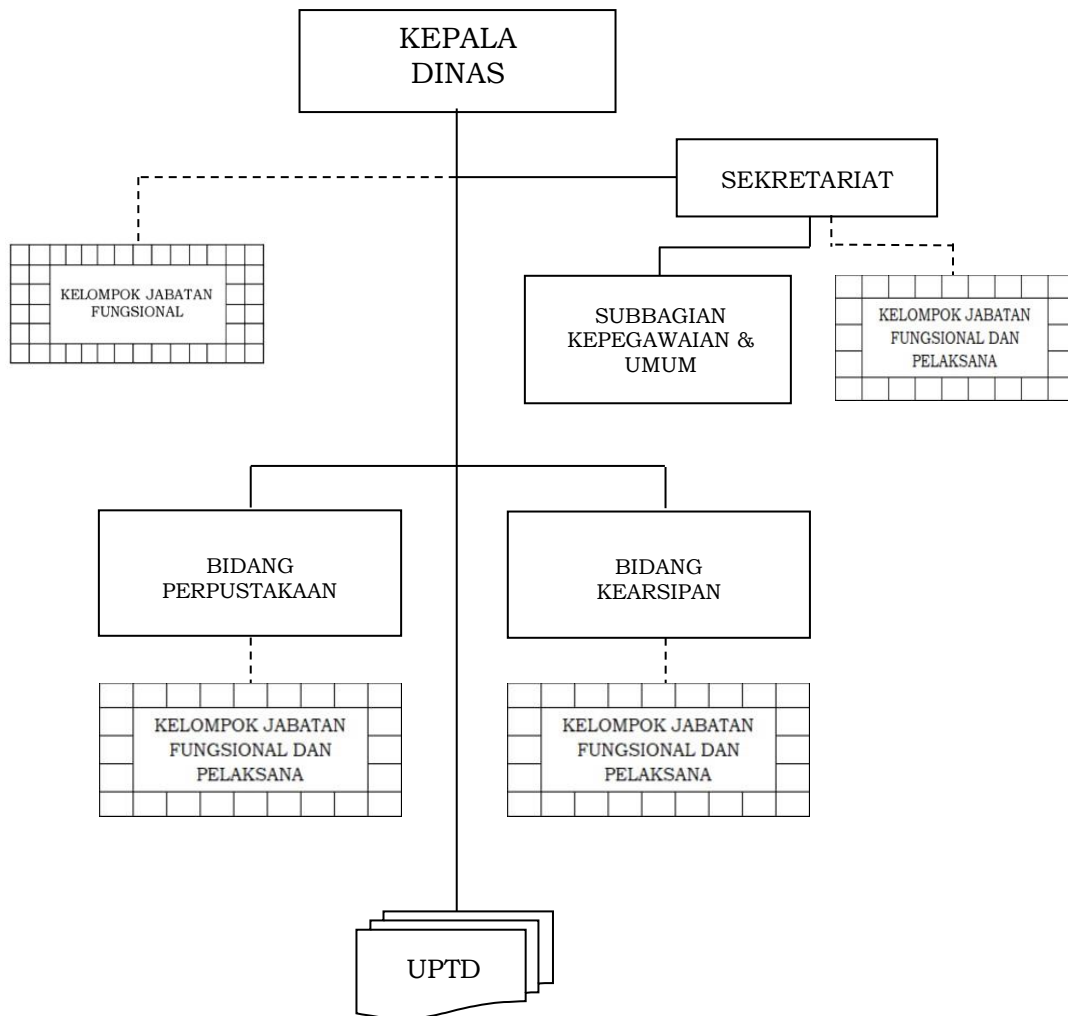 KEPALA
DINAS
SEKRETARIAT
KELOMPOK JABATAN
FUNGSIONAL
SUBBAGIAN
KEPEGAWAIAN &
UMUM
KELOMPOK JABATAN
FUNGSIONAL DAN
PELAKSANA
BIDANG
PERPUSTAKAAN
BIDANG
KEARSIPAN
KELOMPOK JABATAN
FUNGSIONAL DAN
PELAKSANA
KELOMPOK JABATAN
FUNGSIONAL DAN
PELAKSANA
UPTD